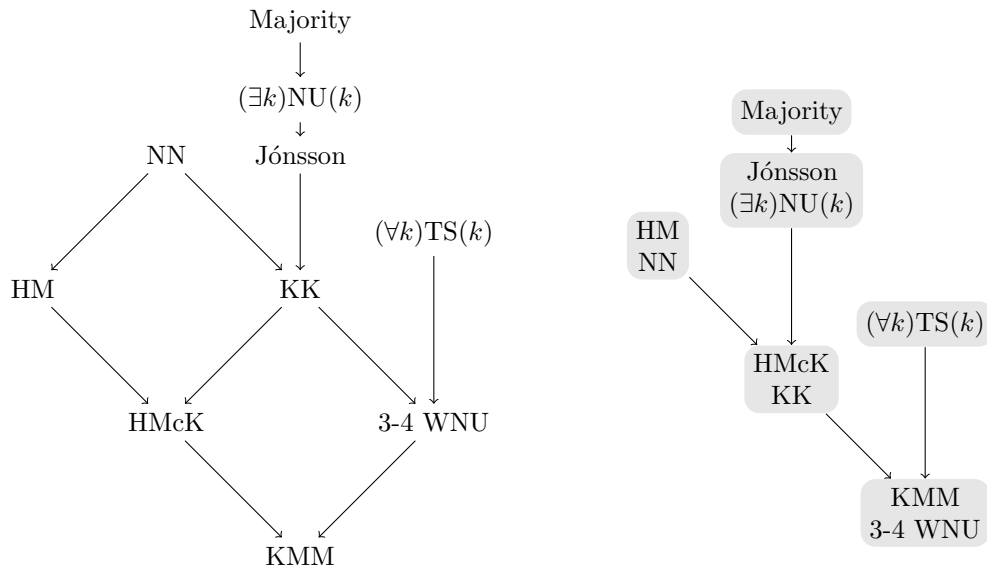 Majority
(∃k)NU(k)
NN
Jónsson
(∀k)TS(k)
HM
KK
HMcK
3-4 WNU
KMM
Majority
Jónsson
(∃k)NU(k)
HM
NN
(∀k)TS(k)
HMcK
KK
KMM
3-4 WNU